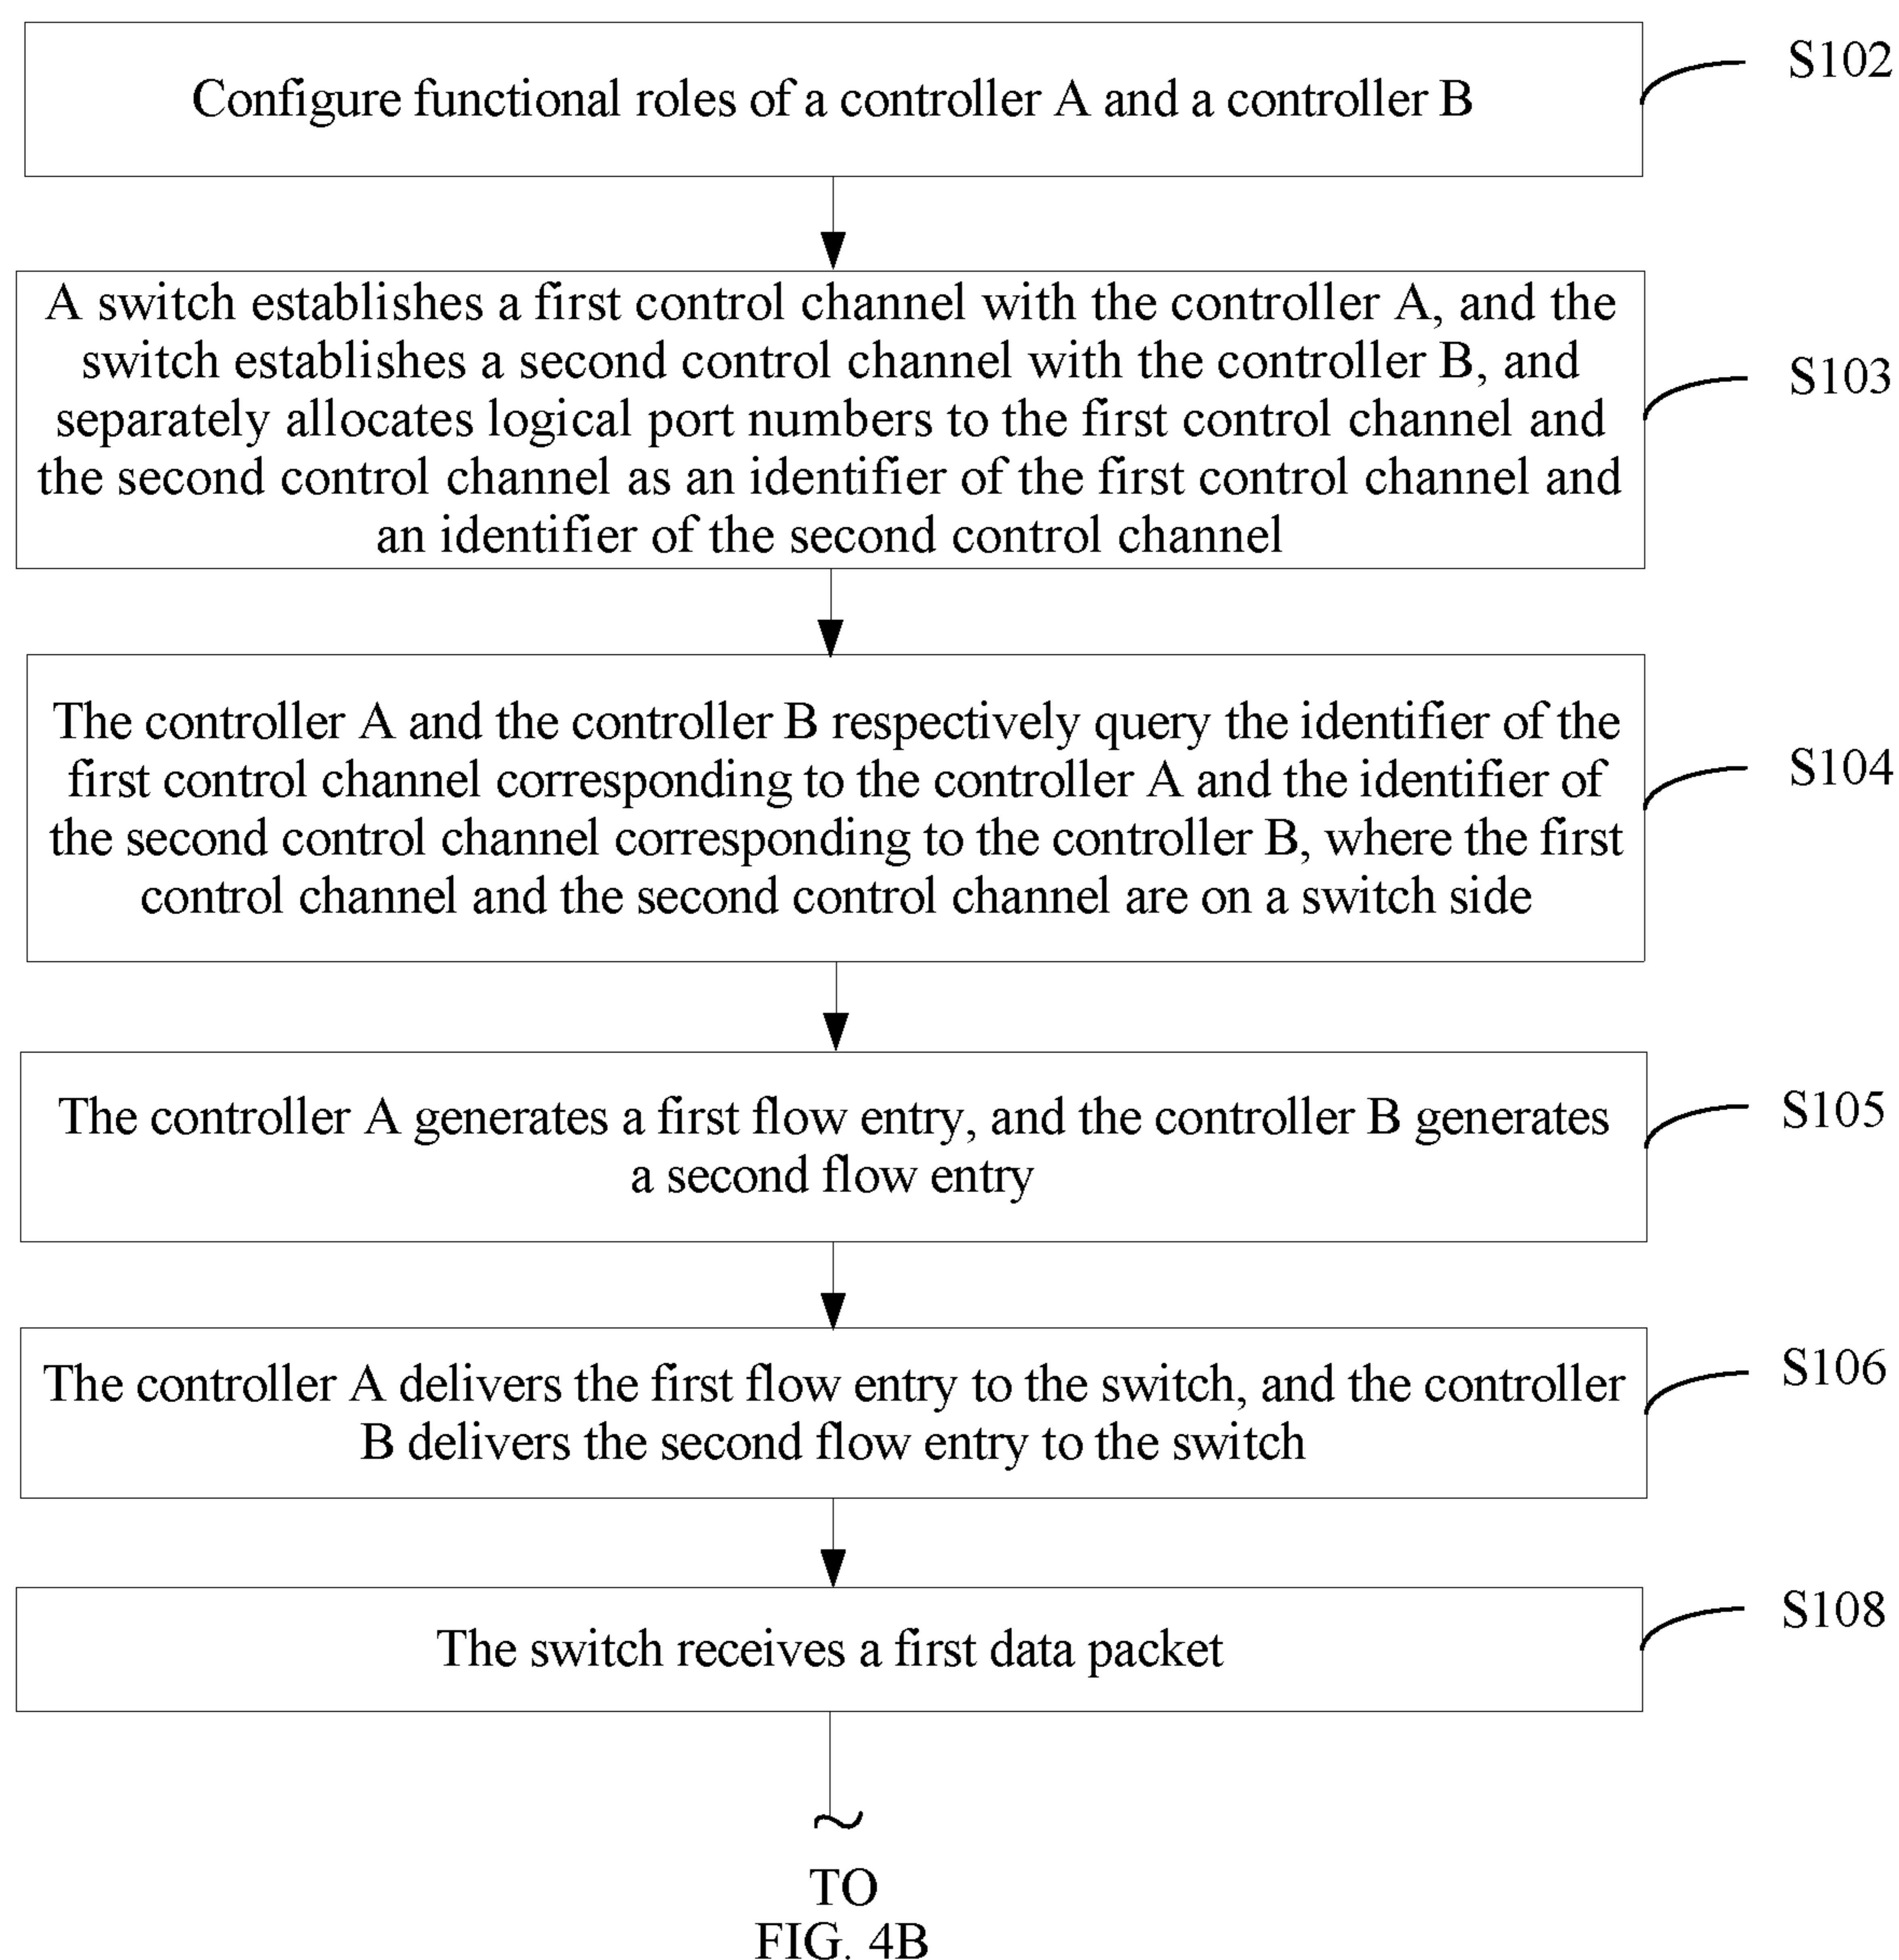 Configure functional roles of a controller A and a controller B
S102
A switch establishes a first control channel with the controller A, and the
switch establishes a second control channel with the controller B, and
separately allocates logical port numbers to the first control channel and
the second control channel as an identifier of the first control channel and
an identifier of the second control channel
S103
The controller A and the controller B respectively query the identifier of the
first control channel corresponding to the controller A and the identifier of
the second control channel corresponding to the controller B, where the first
control channel and the second control channel are on a switch side
S104
The controller A generates a first flow entry, and the controller B generates
a second flow entry
S105
The controller A delivers the first flow entry to the switch, and the controller
B delivers the second flow entry to the switch
S106
The switch receives a first data packet
S108
TO
FIG. 4B